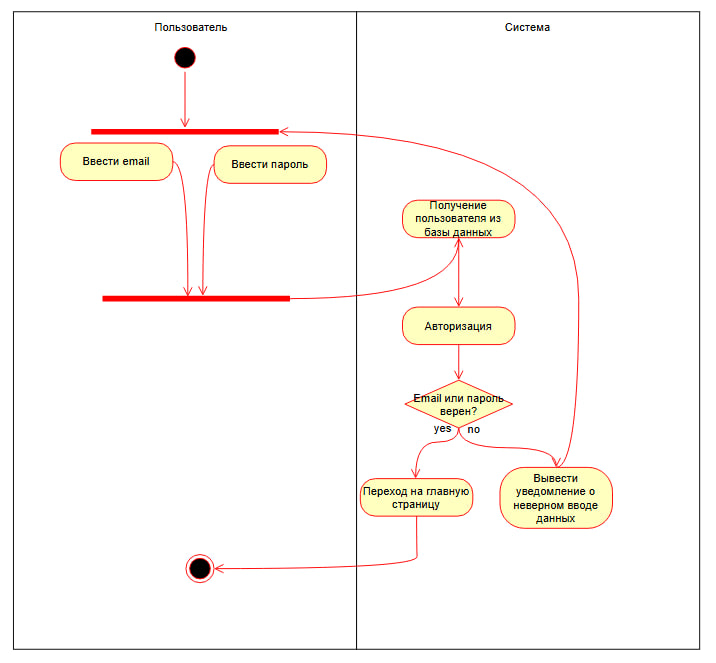 Пользователь
Система
Ввести email
Ввести пароль
Получение
пользователя из
базы данных
Авторизация
Email или пароль
верен?
yes
no
Переход на главную
страницу
Вывести
уведомление о
неверном вводе
данных